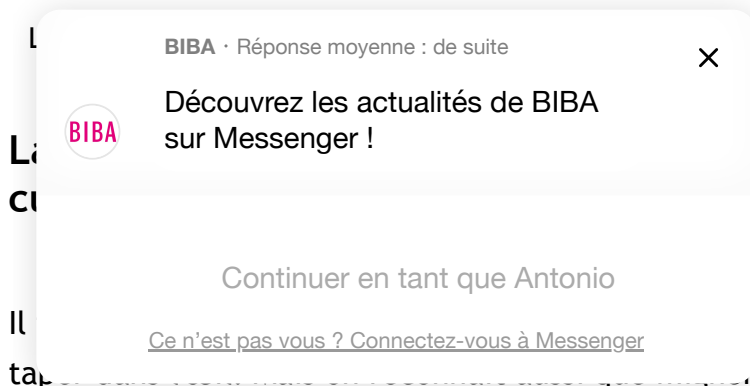 BIBA · Réponse moyenne : de suite
Découvrez les actualités de BIBA
sur Messenger !
BIBA
Continuer en tant que Antonio
Il
Ce n'est pas vous ? Connectez-vous à Messenger